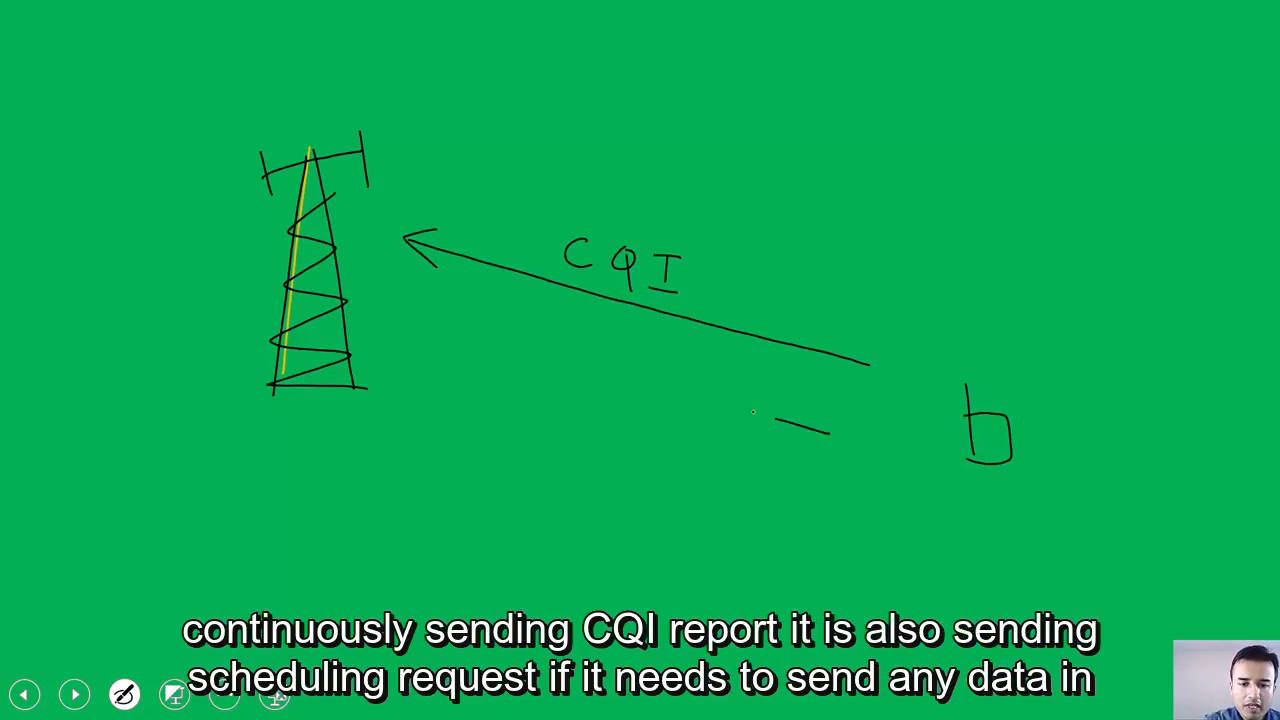 CQI
continuously sending CQI report it is also sending
scheduling request if it needs to send any data in